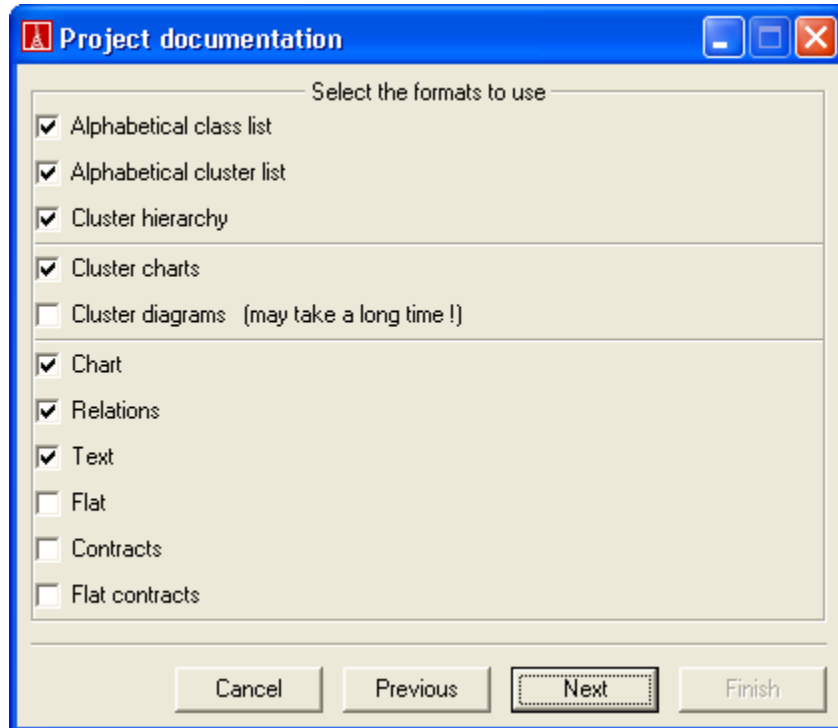 Project documentation
Select the formats to use
Alphabetical class list
Alphabetical cluster list
Cluster hierarchy
Cluster charts
Cluster diagrams (may take a long time !)
Chart
Relations
Text
Flat
Contracts
Flat contracts
Cancel Previous Next Finish